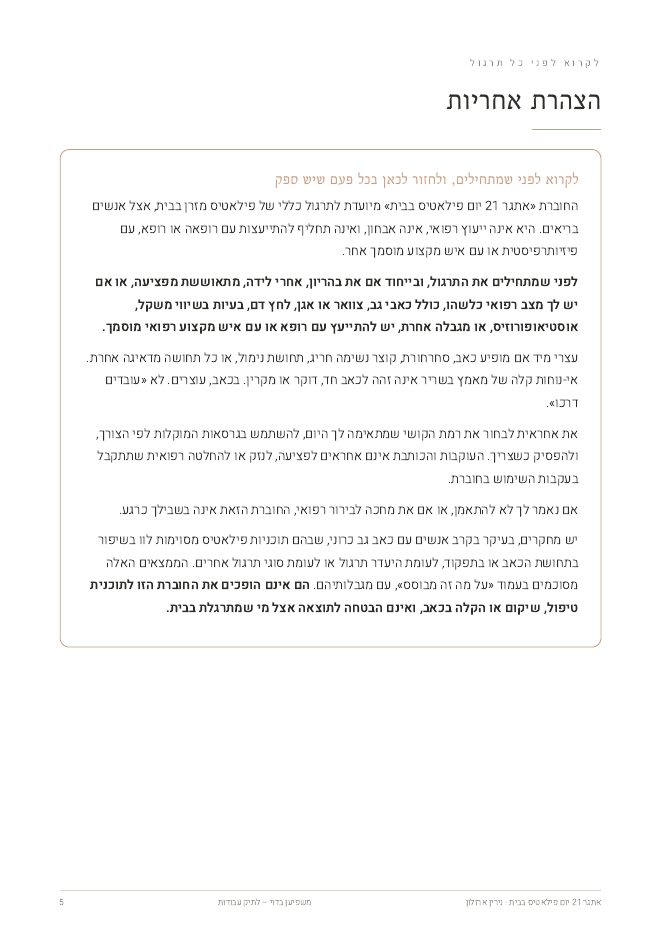 לקרוא לפני כל תרגול
הצהרת אחריות
לקרוא לפני שמתחילים, ולחזור לכאן בכל פעם שיש ספק
החוברת «אתגר 21 יום פילאטיס בבית» מיועדת לתרגול כללי של פילאטיס מזרן בבית, אצל אנשים
בריאים. היא אינה ייעוץ רפואי, אינה אבחון, ואינה תחליף להתייעצות עם רופאה או רופא, עם
פיזיותרפיסטית או עם איש מקצוע מוסמך אחר.
לפני שמתחילים את התרגול, ובייחוד אם את בהריון, אחרי לידה, מתאוששת מפציעה, או אם
יש לך מצב רפואי כלשהו, כולל כאבי גב, צוואר או אגן, לחץ דם, בעיות בשיווי משקל,
אוסטיאופורוזיס, או מגבלה אחרת, יש להתייעץ עם רופא או עם איש מקצוע רפואי מוסמך.
עצרי מיד אם מופיע כאב, סחרחורת, קוצר נשימה חריג, תחושת נימול, או כל תחושה מדאיגה אחרת.
אי-נוחות קלה של מאמץ בשריר אינה זהה לכאב חד, דוקר או מקרין. בכאב, עוצרים. לא «עובדים
דרכו».
את אחראית לבחור את רמת הקושי שמתאימה לך היום, להשתמש בגרסאות המוקלות לפי הצורך,
ולהפסיק כשצריך. העוקבות והכותבת אינם אחראים לפציעה, לנזק או להחלטה רפואית שתתקבל
בעקבות השימוש בחוברת.
אם נאמר לך לא להתאמן, או אם את מחכה לבירור רפואי, החוברת הזאת אינה בשבילך כרגע.
יש מחקרים, בעיקר בקרב אנשים עם כאב גב כרוני, שבהם תוכניות פילאטיס מסוימות לוו בשיפור
בתחושת הכאב או בתפקוד, לעומת היעדר תרגול או לעומת סוגי תרגול אחרים. הממצאים האלה
מסוכמים בעמוד «על מה זה מבוסס», עם מגבלותיהם. הם אינם הופכים את החוברת הזו לתוכנית
טיפול, שיקום או הקלה בכאב, ואינם הבטחה לתוצאה אצל מי שמתרגלת בבית.
אתגר 21 יום פילאטיס בבית · נירין אחלון משפיען בדוי – לתיק עבודות 5